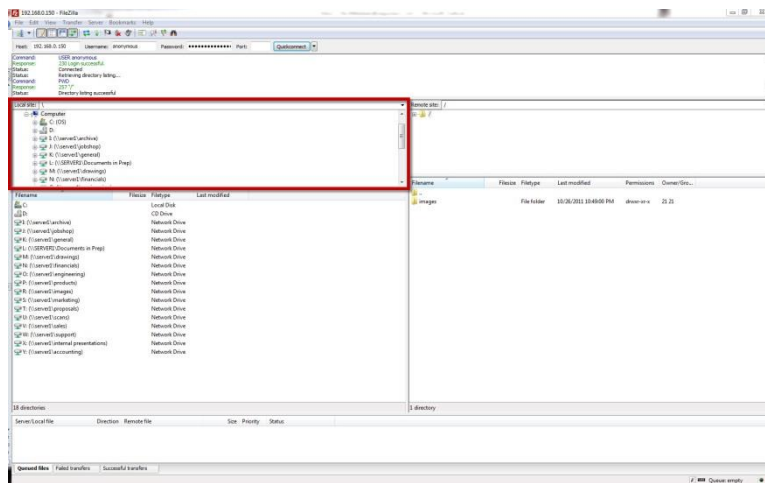 192.168.0.150 - FileZilla
File Edit View Transfer Server Bookmarks Help
Host: 192.168.0.150 Username: anonymous Password: •••••••••••••• Port: Quickconnect
Command: USER anonymous
Response: 230 Login successful.
Status: Connected
Status: Retrieving directory listing...
Command: PWD
Response: 257 "/"
Status: Directory listing successful
Local site: \
Remote site: /
Computer
C: (OS)
D:
I: (\\server1\archive)
J: (\\server1\jobshop)
K: (\\server1\general)
L: (\\SERVER1\Documents in Prep)
M: (\\server1\drawings)
N: (\\server1\financials)
/
Filename Filesize Filetype Last modified
C: Local Disk
D: CD Drive
I: (\\server1\archive) Network Drive
J: (\\server1\jobshop) Network Drive
K: (\\server1\general) Network Drive
L: (\\SERVER1\Documents in Prep) Network Drive
M: (\\server1\drawings) Network Drive
N: (\\server1\financials) Network Drive
O: (\\server1\engineering) Network Drive
P: (\\server1\products) Network Drive
R: (\\server1\images) Network Drive
S: (\\server1\marketing) Network Drive
T: (\\server1\proposals) Network Drive
U: (\\server1\scans) Network Drive
V: (\\server1\sales) Network Drive
W: (\\server1\support) Network Drive
X: (\\server1\internal presentations) Network Drive
Y: (\\server1\accounting) Network Drive
18 directories
Filename Filesize Filetype Last modified Permissions Owner/Gro...
..
images File folder 10/26/2011 10:49:00 PM drwxr-xr-x 21 21
1 directory
Server/Local file Direction Remote file Size Priority Status
Queued files Failed transfers Successful transfers
Queue: empty